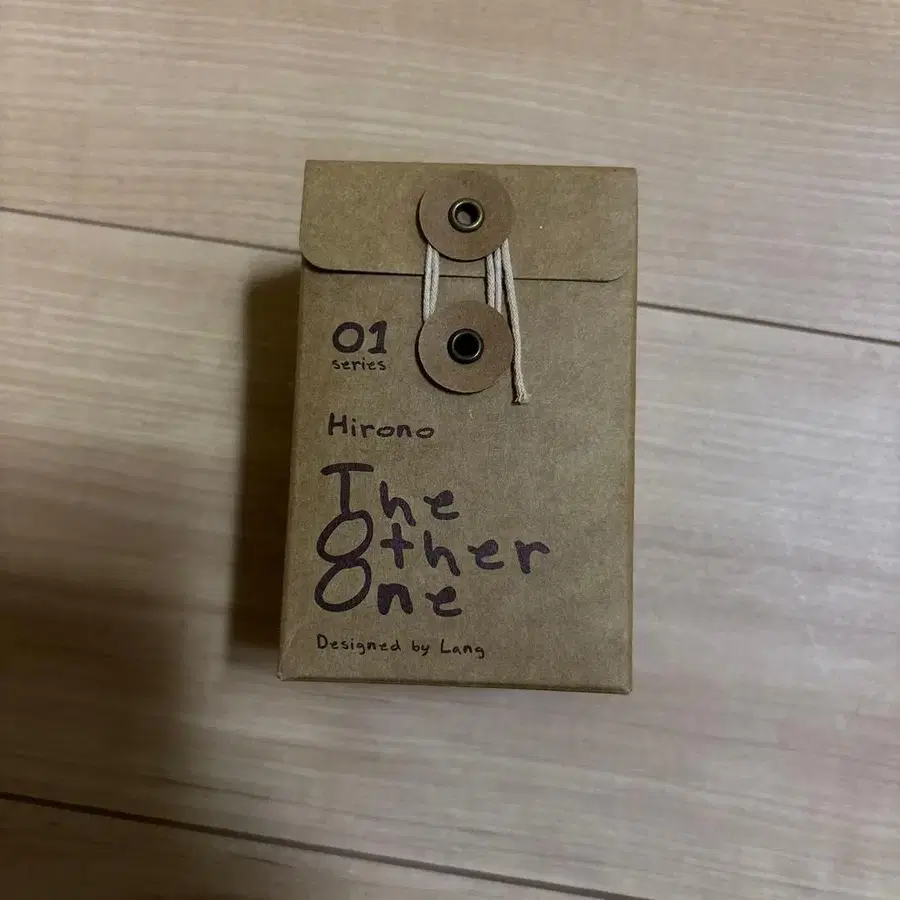 01
series
Hirono
The
Other
One
Designed by Lang